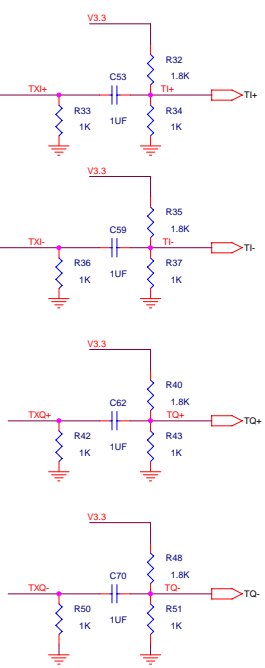 V3.3
R32
1.8K
C53
TXI+
TI+
TI+
R33
1K
1UF
R34
1K
V3.3
R35
1.8K
C59
TXI-
TI-
TI-
R36
1K
1UF
R37
1K
V3.3
R40
1.8K
C62
TXQ+
TQ+
TQ+
R42
1K
1UF
R43
1K
V3.3
R48
1.8K
C70
TXQ-
TQ-
TQ-
R50
1K
1UF
R51
1K